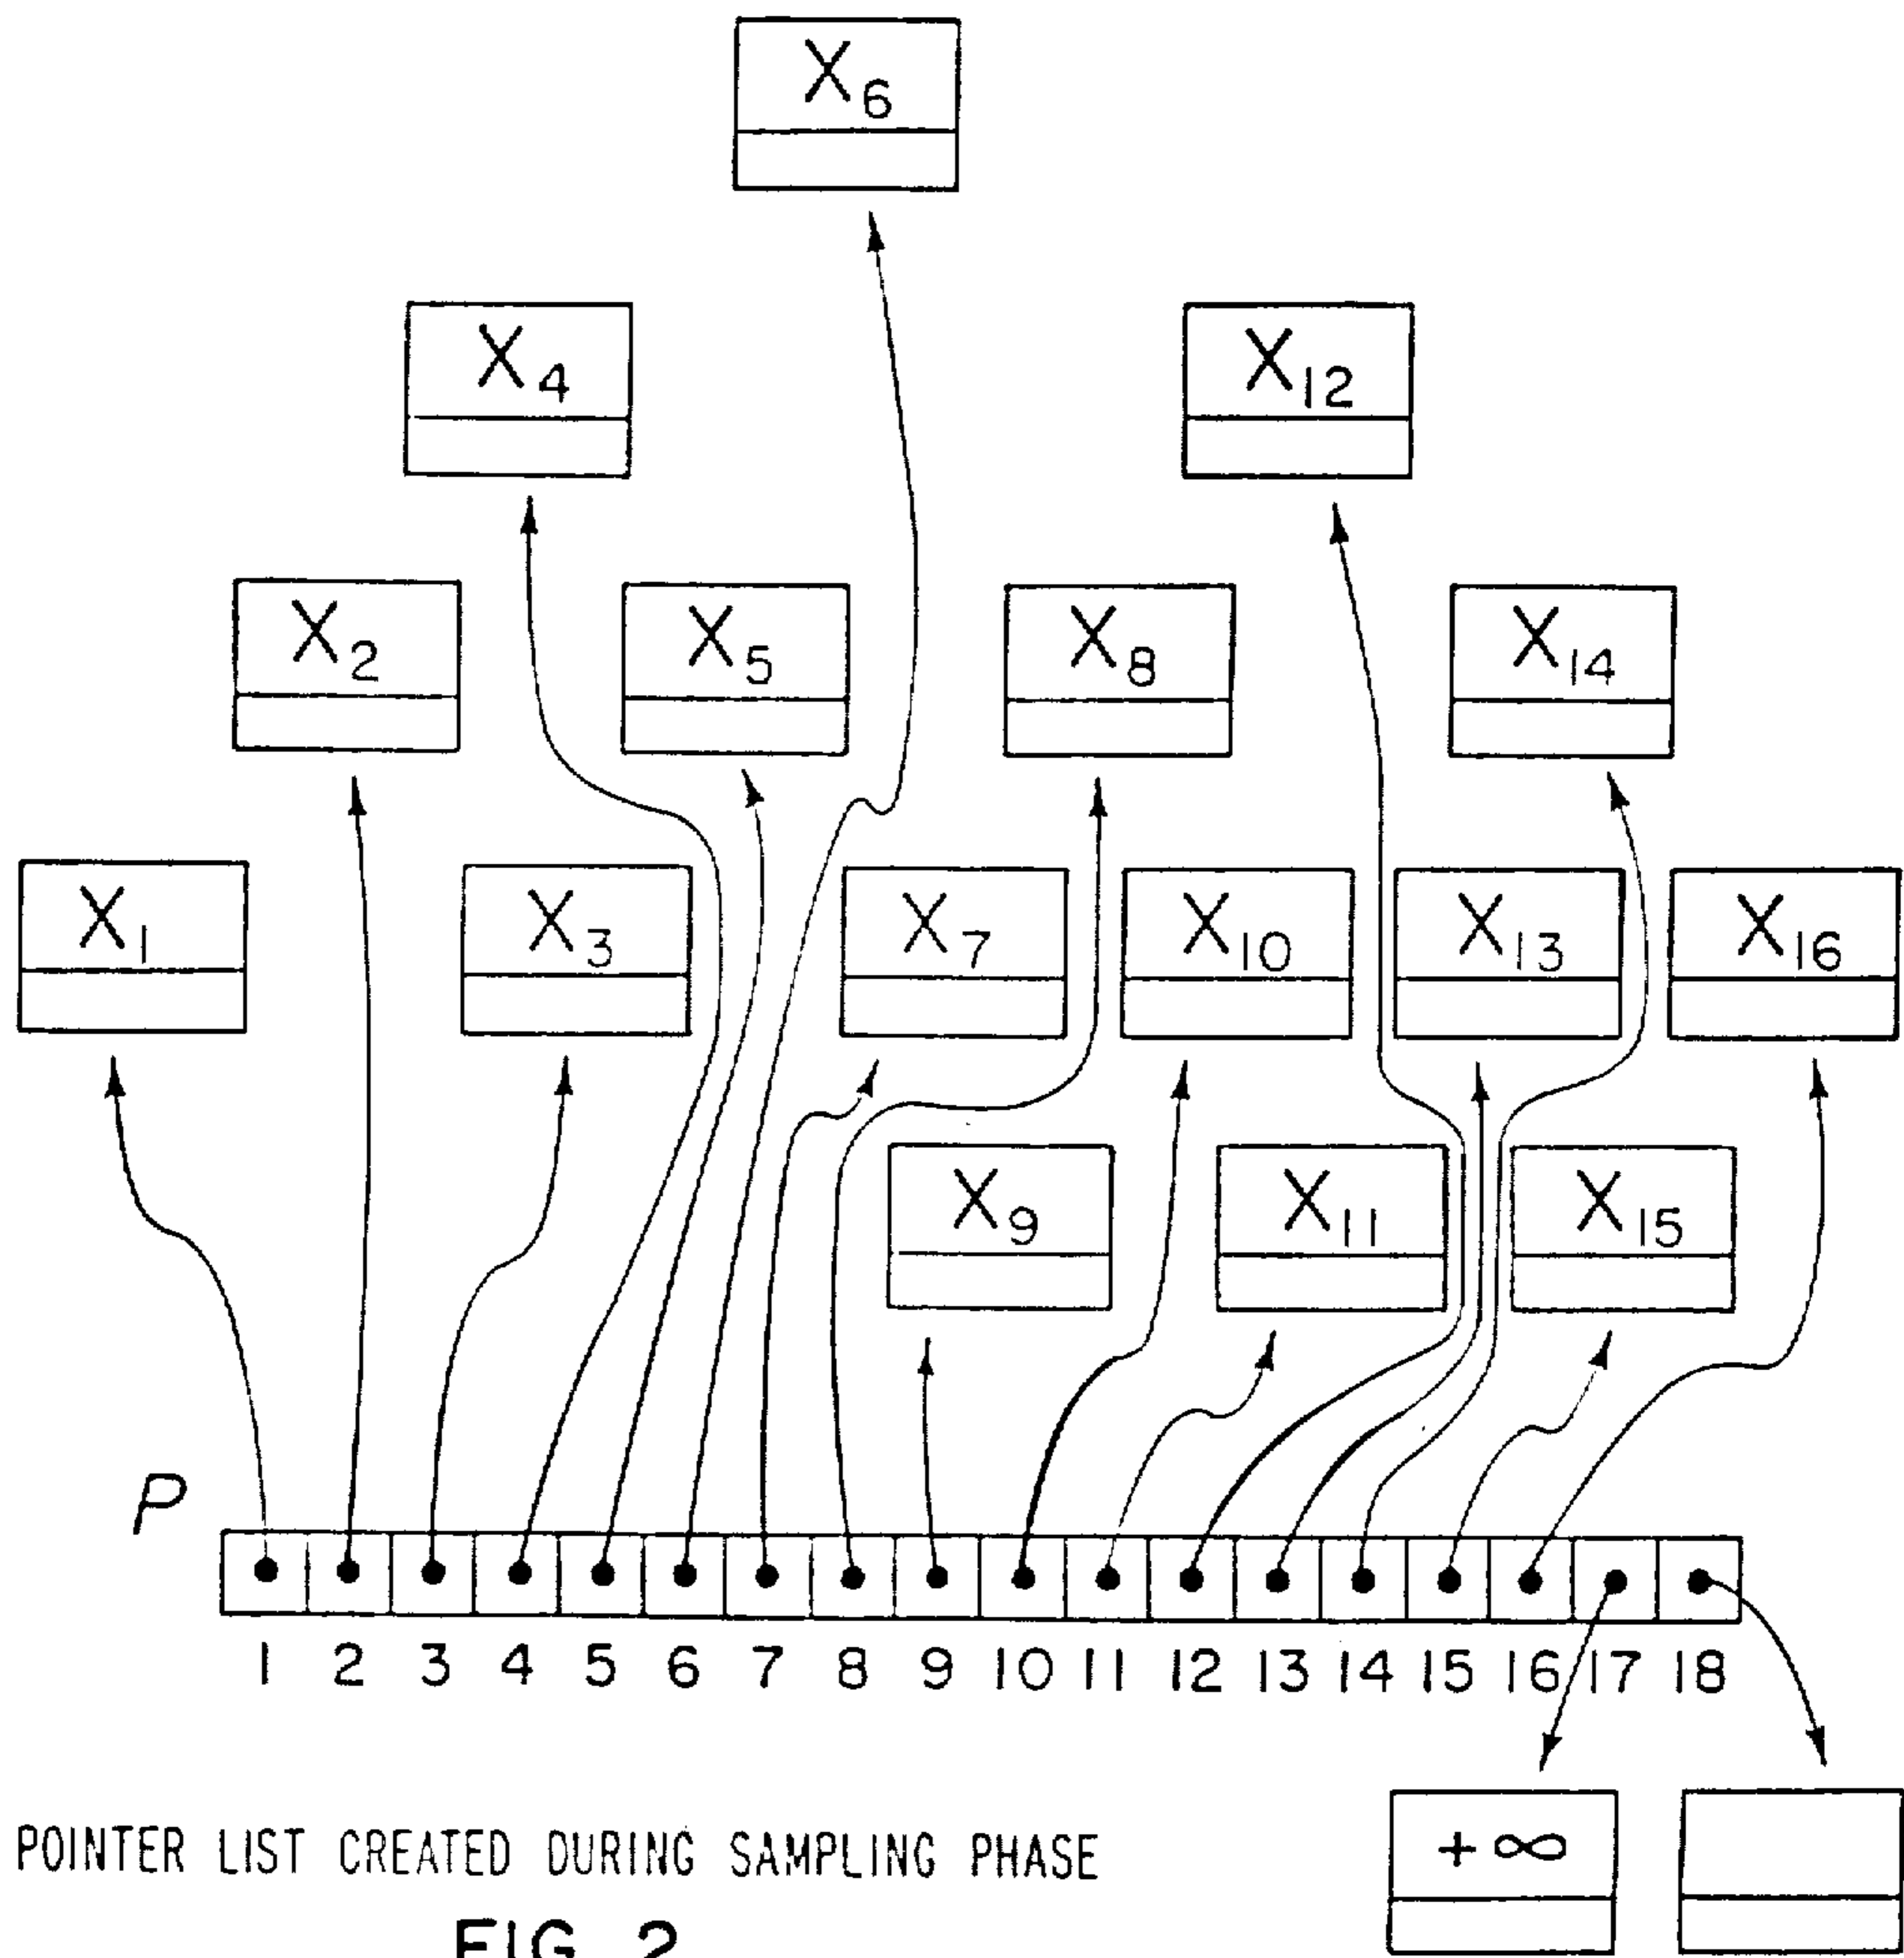 X6
X4 X12
X2 X5 X8 X14
X1 X3 X7 X10 X13 X16
X9 X11 X15
P
1 2 3 4 5 6 7 8 9 10 11 12 13 14 15 16 17 18
+ ∞
POINTER LIST CREATED DURING SAMPLING PHASE
FIG. 2